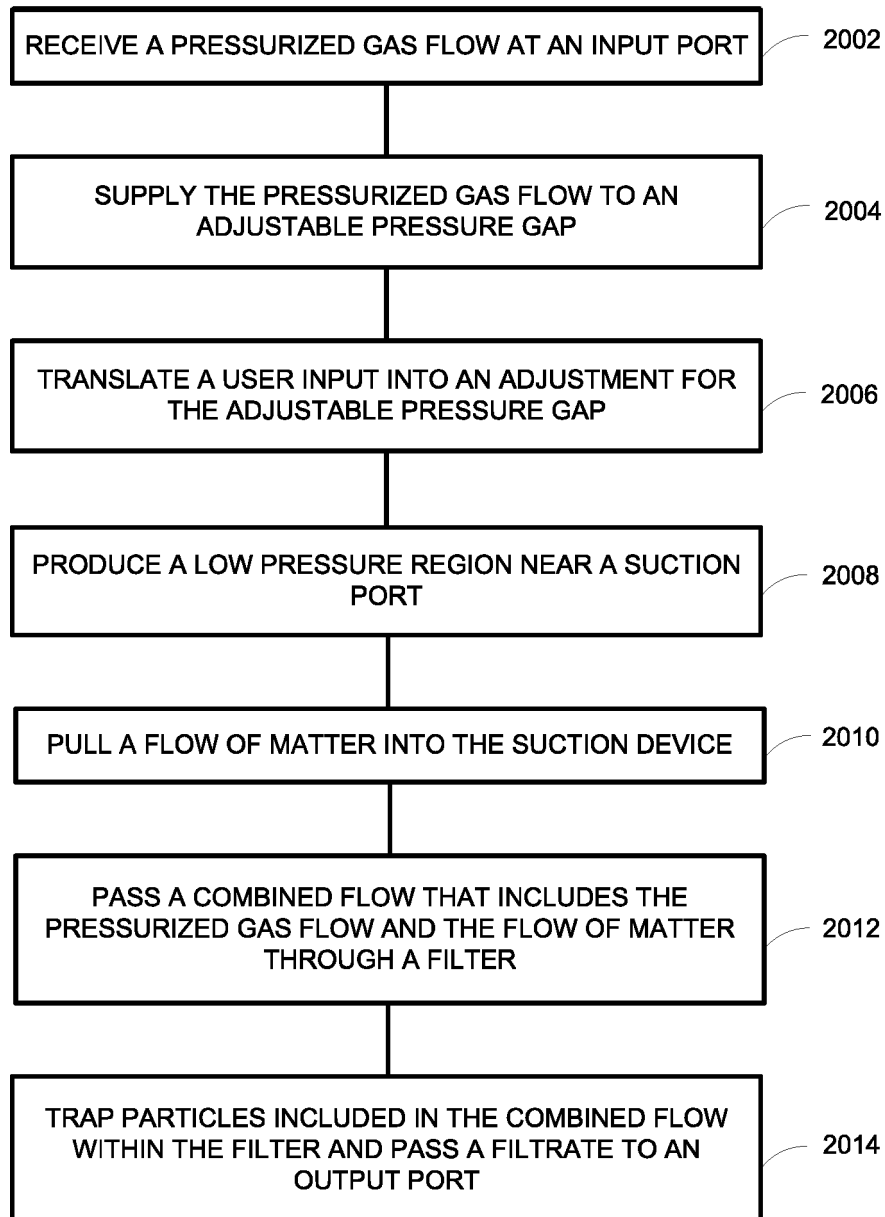 RECEIVE A PRESSURIZED GAS FLOW AT AN INPUT PORT
2002
SUPPLY THE PRESSURIZED GAS FLOW TO AN
ADJUSTABLE PRESSURE GAP
2004
TRANSLATE A USER INPUT INTO AN ADJUSTMENT FOR
THE ADJUSTABLE PRESSURE GAP
2006
PRODUCE A LOW PRESSURE REGION NEAR A SUCTION
PORT
2008
PULL A FLOW OF MATTER INTO THE SUCTION DEVICE
2010
PASS A COMBINED FLOW THAT INCLUDES THE
PRESSURIZED GAS FLOW AND THE FLOW OF MATTER
THROUGH A FILTER
2012
TRAP PARTICLES INCLUDED IN THE COMBINED FLOW
WITHIN THE FILTER AND PASS A FILTRATE TO AN
OUTPUT PORT
2014